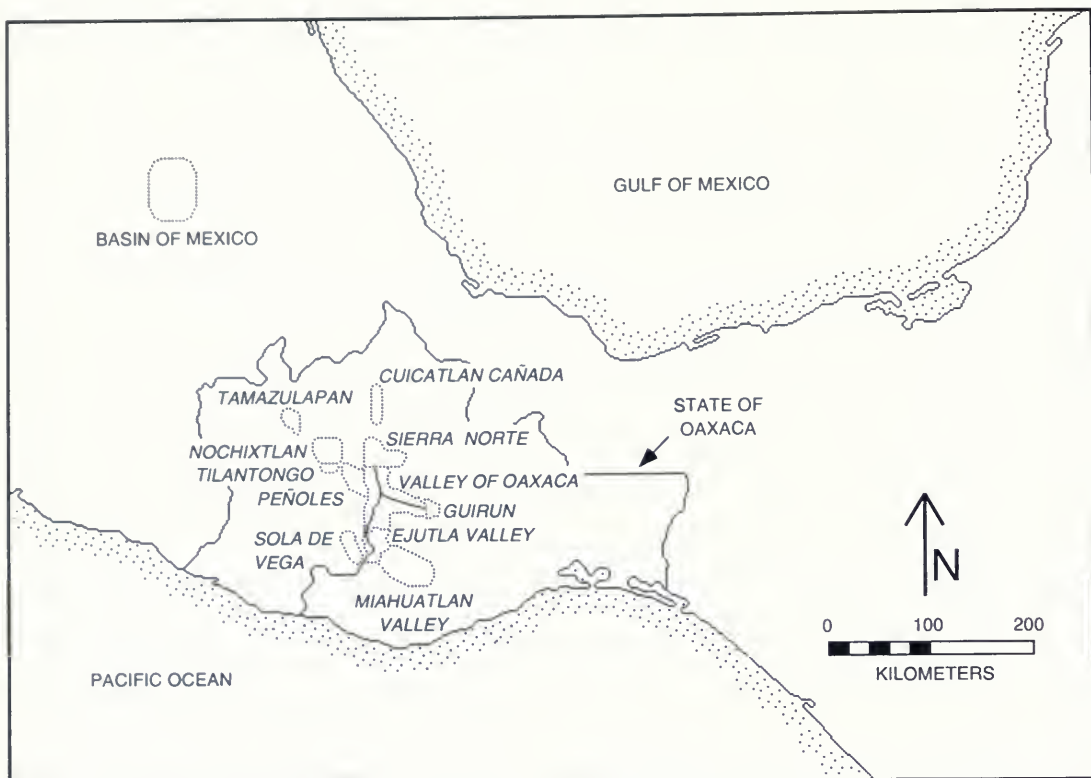 GULF OF MEXICO
BASIN OF MEXICO
CUICATLAN CAÑADA
TAMAZULAPAN
STATE OF
OAXACA
NOCHIXTLAN
SIERRA NORTE
TILANTONGO
VALLEY OF OAXACA
PEÑOLES
GUIRUN
SOLA DE
VEGA
EJUTLA VALLEY
MIAHUATLAN
VALLEY
N
0 100 200
KILOMETERS
PACIFIC OCEAN